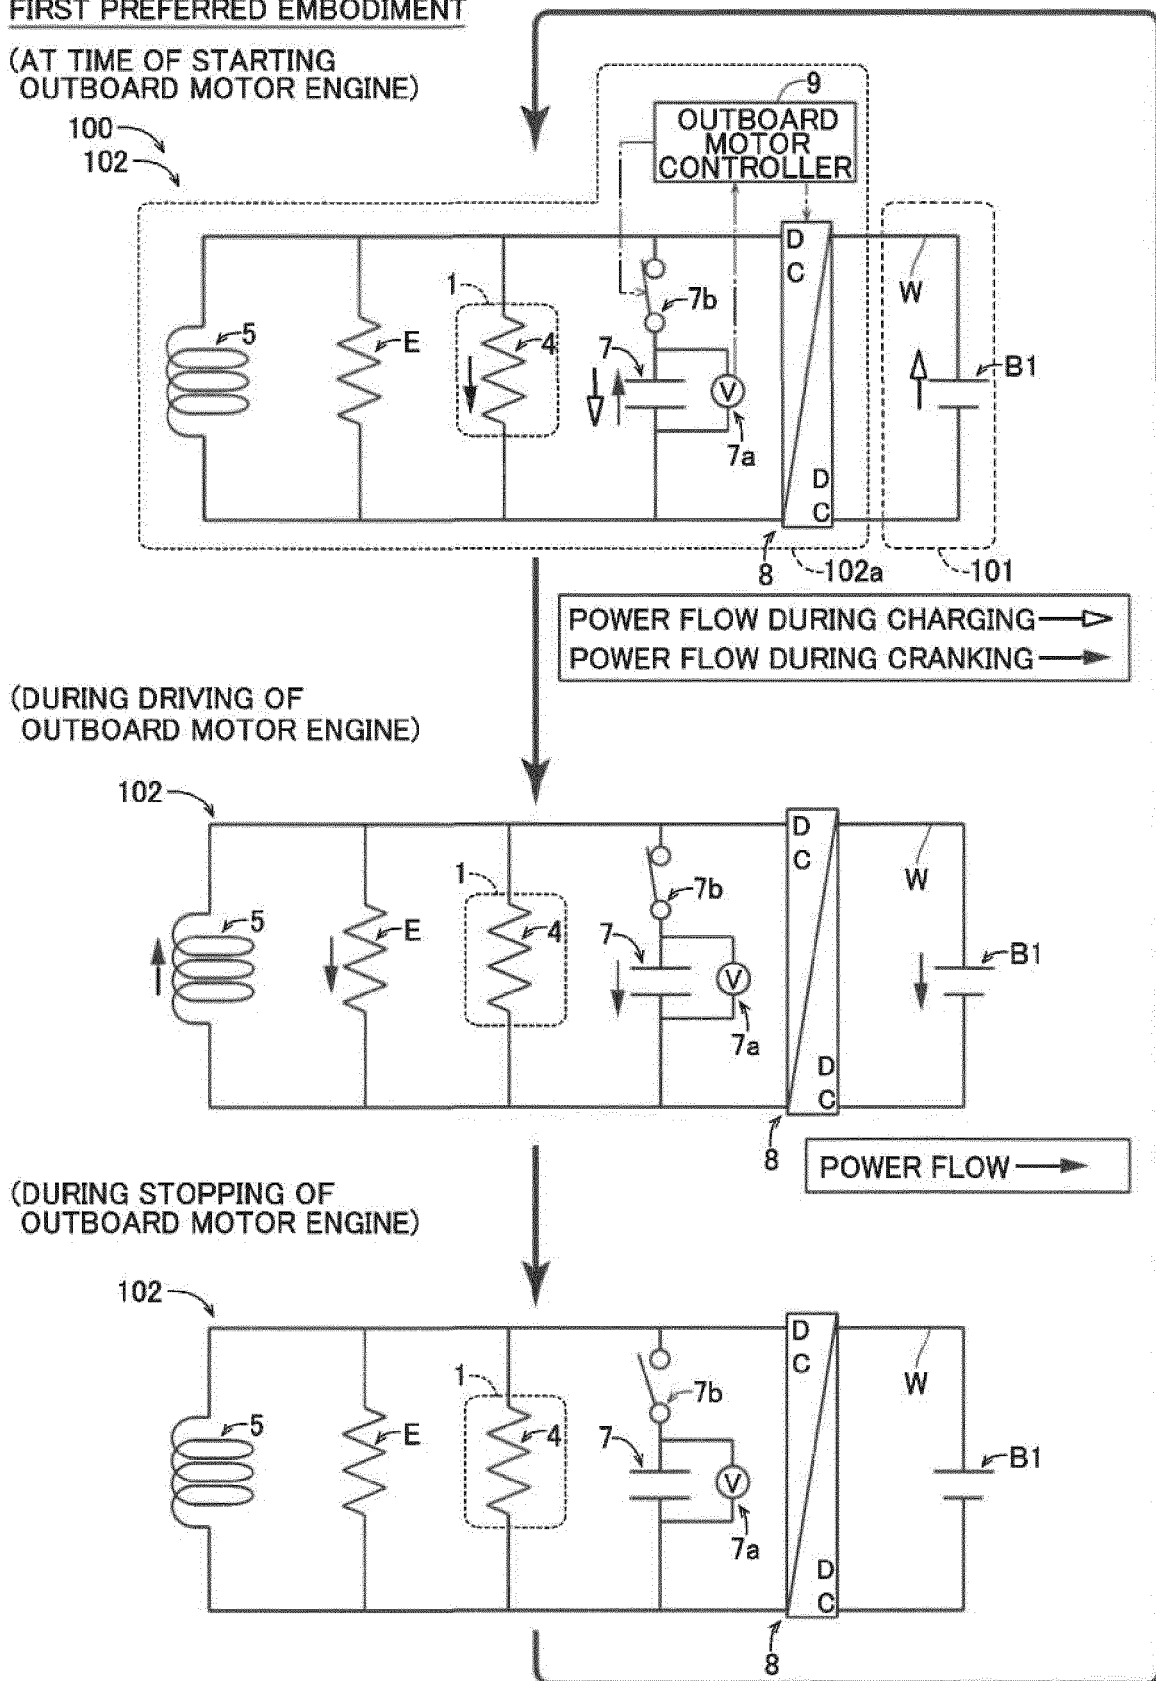 FIRST PREFERRED EMBODIMENT
(AT TIME OF STARTING
OUTBOARD MOTOR ENGINE)
100
102
9
OUTBOARD
MOTOR
CONTROLLER
5
E
1
4
7
7b
V
7a
D
C
D
C
8
W
B1
102a
101
POWER FLOW DURING CHARGING
POWER FLOW DURING CRANKING
(DURING DRIVING OF
OUTBOARD MOTOR ENGINE)
102
5
E
1
4
7
7b
V
7a
D
C
D
C
8
W
B1
POWER FLOW
(DURING STOPPING OF
OUTBOARD MOTOR ENGINE)
102
5
E
1
4
7
7b
V
7a
D
C
D
C
8
W
B1